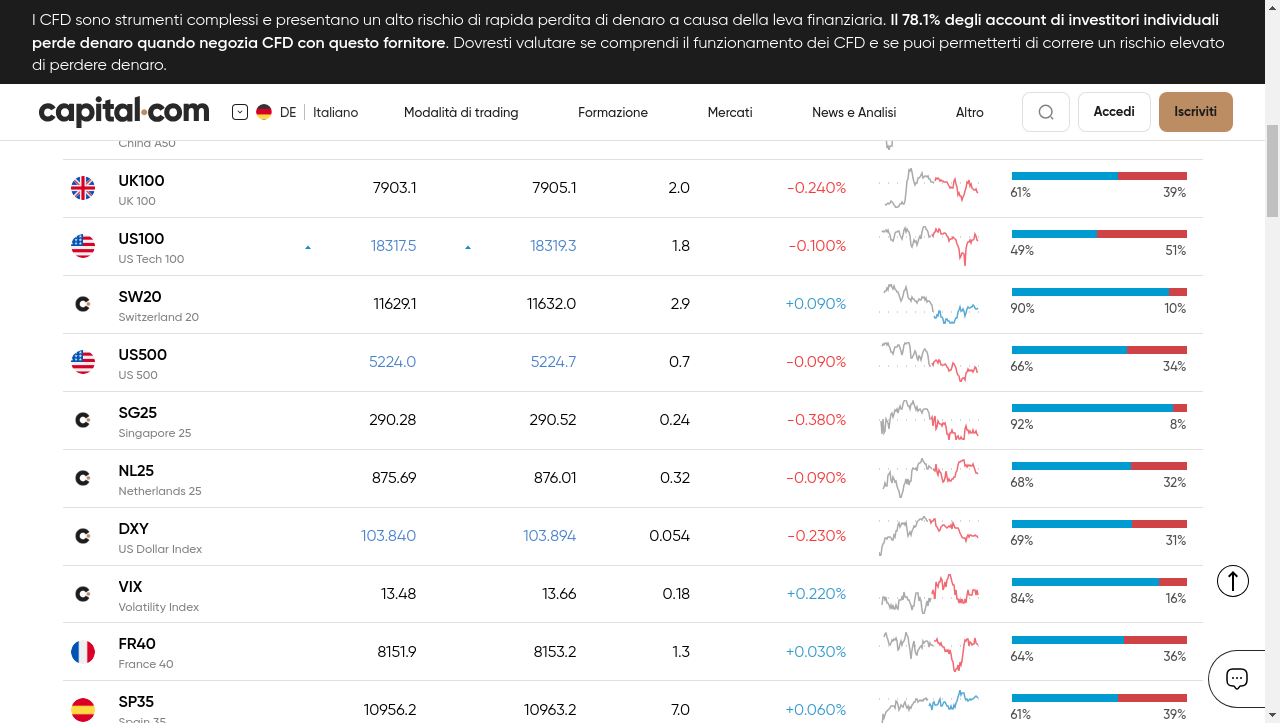 I CFD sono strumenti complessi e presentano un alto rischio di rapida perdita di denaro a causa della leva finanziaria. Il 78.1% degli account di investitori individuali
perde denaro quando negozia CFD con questo fornitore. Dovresti valutare se comprendi il funzionamento dei CFD e se puoi permetterti di correre un rischio elevato
di perdere denaro.
capital.com DE Italiano Modalità di trading Formazione Mercati News e Analisi Altro Accedi Iscriviti
China A50
UK100 7903.1 7905.1 2.0 -0.240%
UK 100 61% 39%
US100 18317.5 18319.3 1.8 -0.100%
US Tech 100 49% 51%
SW20 11629.1 11632.0 2.9 +0.090%
Switzerland 20 90% 10%
US500 5224.0 5224.7 0.7 -0.090%
US 500 66% 34%
SG25 290.28 290.52 0.24 -0.380%
Singapore 25 92% 8%
NL25 875.69 876.01 0.32 -0.090%
Netherlands 25 68% 32%
DXY 103.840 103.894 0.054 -0.230%
US Dollar Index 69% 31%
VIX 13.48 13.66 0.18 +0.220%
Volatility Index 84% 16%
FR40 8151.9 8153.2 1.3 +0.030%
France 40 64% 36%
SP35 10956.2 10963.2 7.0 +0.060%
Spain 35 61% 39%